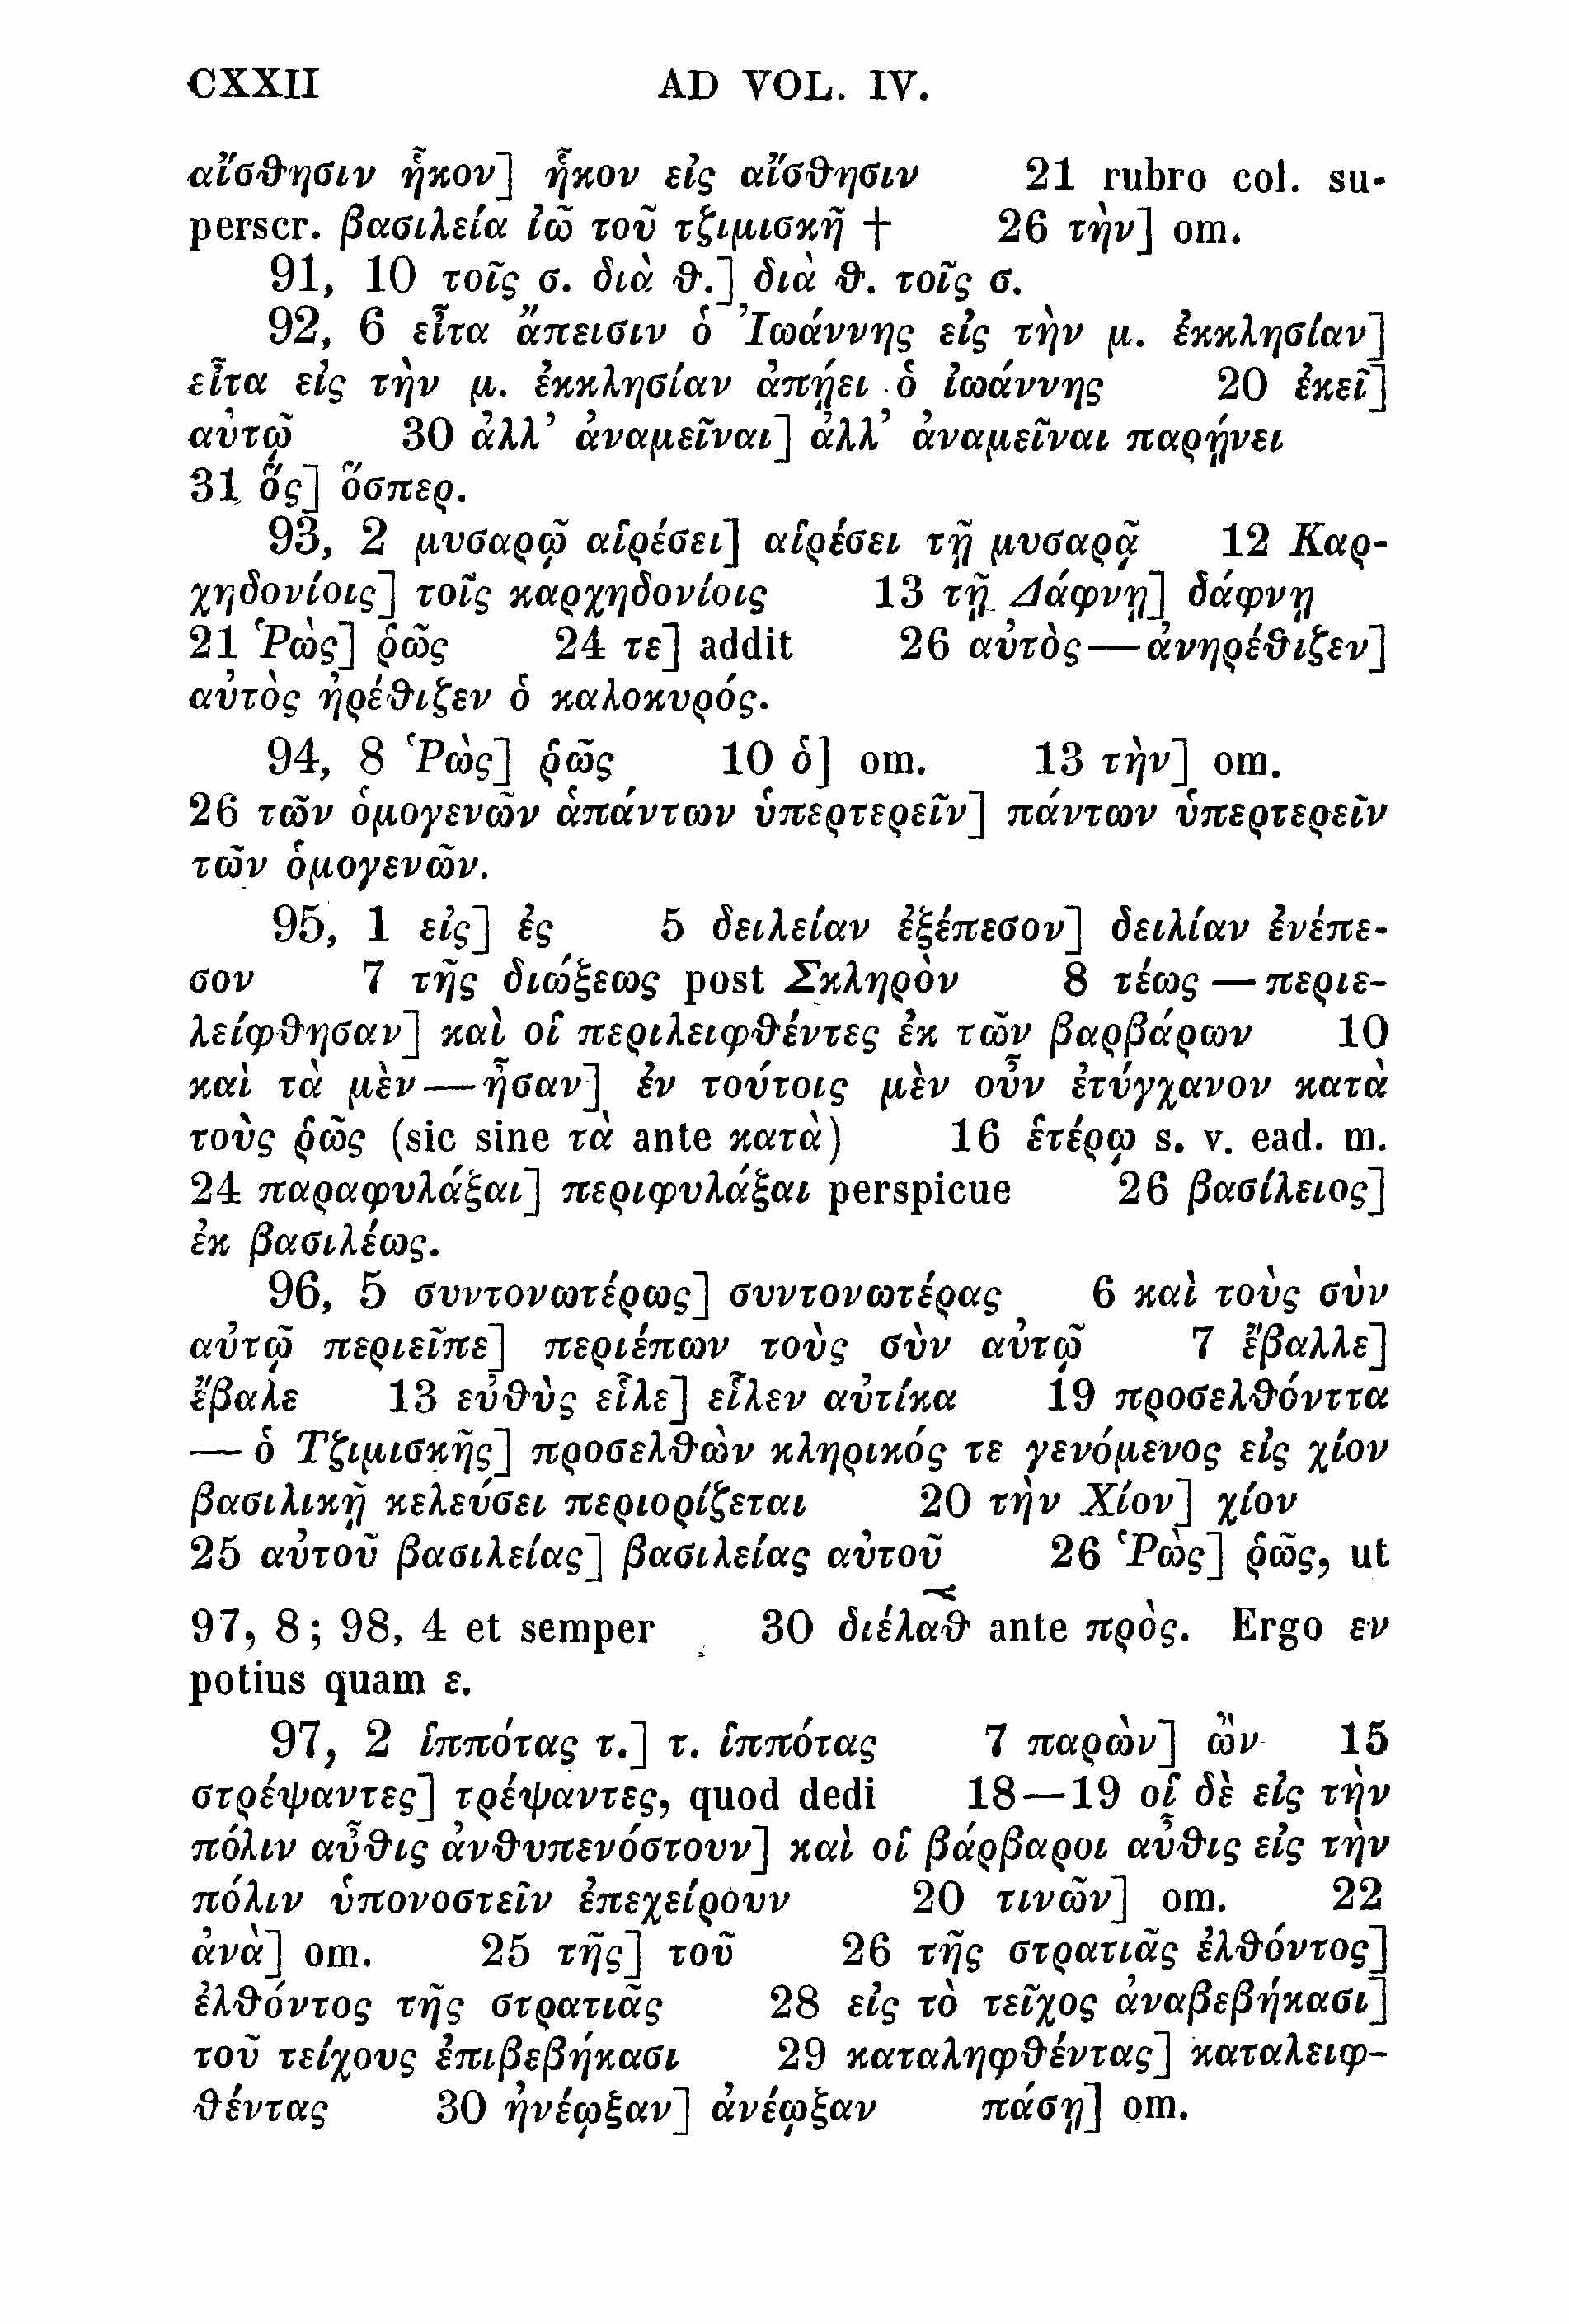 CXXII AD VOL. IV.
αἴσθησιν ἧκον] ἧκον εἰς αἴσθησιν 21 rubro col. su-
perscr. βασιλεία ἰῶ τοῦ τζιμισκῆ † 26 τὴν] om.
91, 10 τοῖς σ. διὰ θ.] διὰ θ. τοῖς σ.
92, 6 εἶτα ἄπεισιν ὁ Ἰωάννης εἰς τὴν μ. ἐκκλησίαν]
εἶτα εἰς τὴν μ. ἐκκλησίαν ἀπῄει ὁ ἰωάννης 20 ἐκεῖ]
αὐτῷ 30 ἀλλ’ ἀναμεῖναι] ἀλλ’ ἀναμεῖναι παρῄνει
31 ὅς] ὅσπερ.
93, 2 μυσαρῷ αἱρέσει] αἱρέσει τῇ μυσαρᾷ 12 Καρ-
χηδονίοις] τοῖς καρχηδονίοις 13 τῇ Δάφνῃ] δάφνῃ
21 Ῥὼς] ῥῶς 24 τε] addit 26 αὐτὸς—ἀνηρέθιζεν]
αὐτὸς ἠρέθιζεν ὁ καλοκυρός.
94, 8 Ῥὼς] ῥῶς 10 ὁ] om. 13 τὴν] om.
26 τῶν ὁμογενῶν ἁπάντων ὑπερτερεῖν] πάντων ὑπερτερεῖν
τῶν ὁμογενῶν.
95, 1 εἰς] ἐς 5 δειλείαν ἐξέπεσον] δειλίαν ἐνέπε-
σον 7 τῆς διώξεως post Σκληρὸν 8 τέως — περιε-
λείφθησαν] καὶ οἱ περιλειφθέντες ἐκ τῶν βαρβάρων 10
καὶ τὰ μὲν—ἦσαν] ἐν τούτοις μὲν οὖν ἐτύγχανον κατὰ
τοὺς ῥῶς (sic sine τὰ ante κατὰ) 16 ἑτέρῳ s. v. ead. m.
24 παραφυλάξαι] περιφυλάξαι perspicue 26 βασίλειος]
ἐκ βασιλέως.
96, 5 συντονωτέρως] συντονωτέρας 6 καὶ τοὺς σὺν
αὐτῷ περιεῖπε] περιέπων τοὺς σὺν αὐτῷ 7 ἔβαλλε]
ἔβαλε 13 εὐθὺς εἷλε] εἷλεν αὐτίκα 19 προσελθόνττα
— ὁ Τζιμισκῆς] προσελθὼν κληρικός τε γενόμενος εἰς χίον
βασιλικῇ κελεύσει περιορίζεται 20 τὴν Χίον] χίον
25 αὐτοῦ βασιλείας] βασιλείας αὐτοῦ 26 Ῥὼς] ῥῶς, ut
97, 8; 98, 4 et semper 30 διέλαθ ante πρὸς. Ergo εν
potius quam ε.
97, 2 ἱππότας τ.] τ. ἱππότας 7 παρὼν] ὢν 15
στρέψαντες] τρέψαντες, quod dedi 18—19 οἱ δὲ εἰς τὴν
πόλιν αὖθις ἀνθυπενόστουν] καὶ οἱ βάρβαροι αὖθις εἰς τὴν
πόλιν ὑπονοστεῖν ἐπεχείρουν 20 τινῶν] om. 22
ἀνὰ] om. 25 τῆς] τοῦ 26 τῆς στρατιᾶς ἐλθόντος]
ἐλθόντος τῆς στρατιᾶς 28 εἰς τὸ τεῖχος ἀναβεβήκασι]
τοῦ τείχους ἐπιβεβήκασι 29 καταληφθέντας] καταλειφ-
θέντας 30 ἠνέῳξαν] ἀνέῳξαν πάσῃ] om.